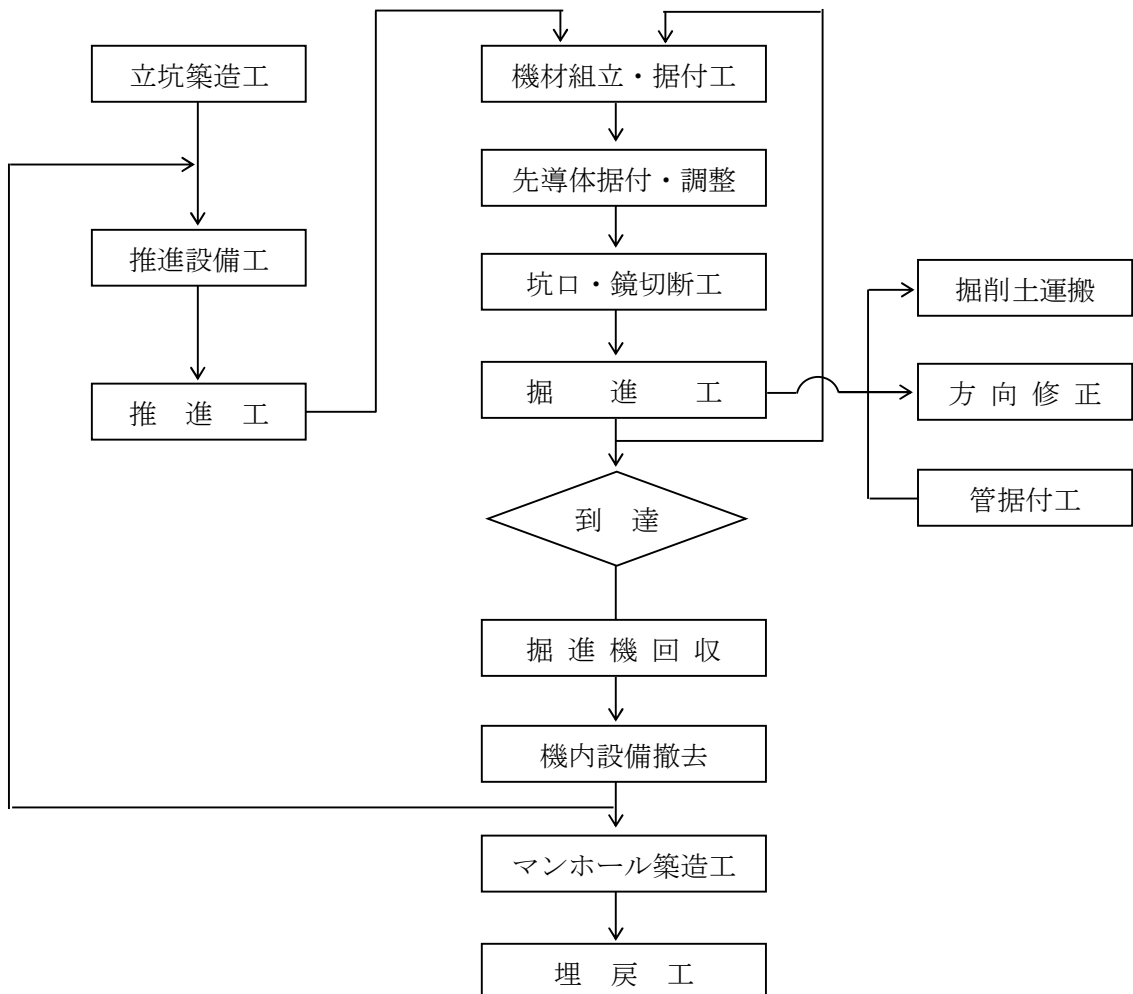 立坑築造工
推進設備工
推進工
機材組立・据付工
先導体据付・調整
坑口・鏡切断工
掘進工
到達
掘進機回収
機内設備撤去
マンホール築造工
埋戻工
掘削土運搬
方向修正
管据付工